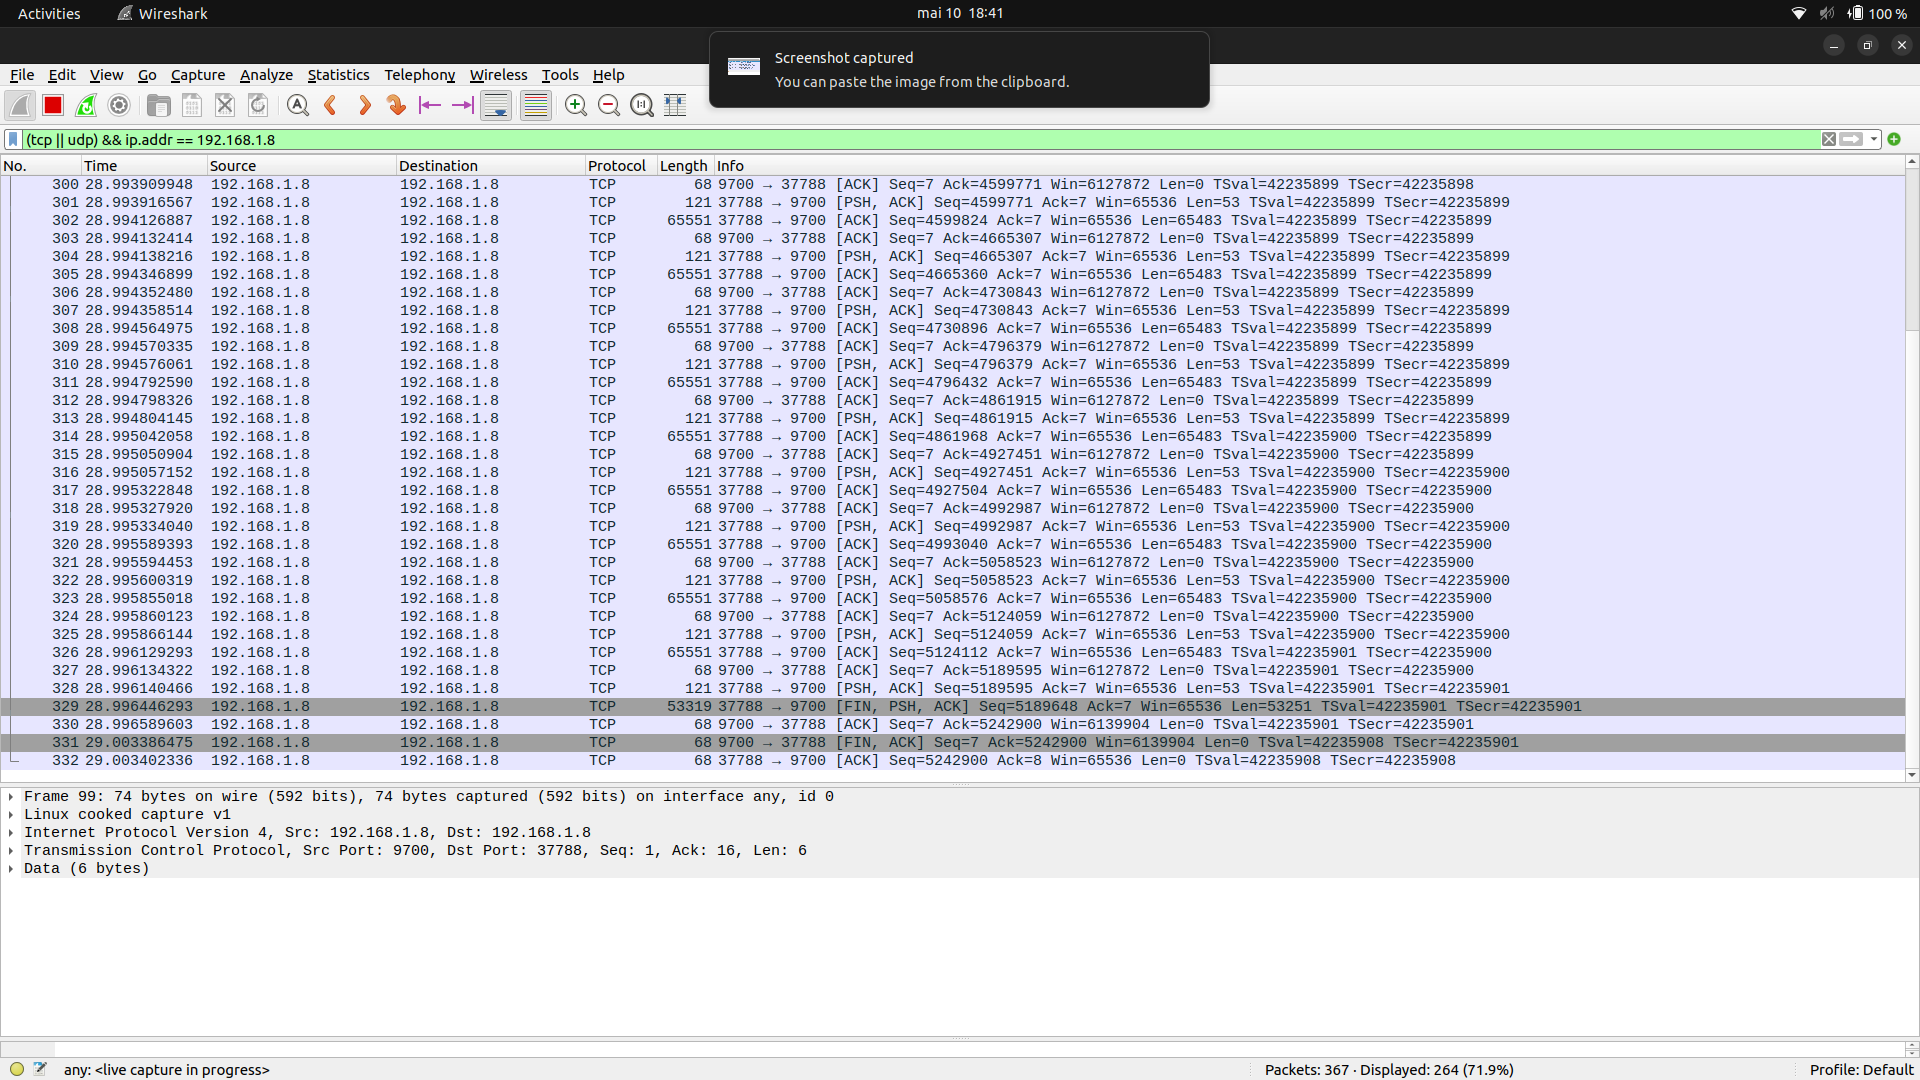 Activities Wireshark mai 10 18:41 100 %
Screenshot captured
You can paste the image from the clipboard.
File Edit View Go Capture Analyze Statistics Telephony Wireless Tools Help
(tcp || udp) && ip.addr == 192.168.1.8
No. Time Source Destination Protocol Length Info
300 28.993909948 192.168.1.8 192.168.1.8 TCP 68 9700 → 37788 [ACK] Seq=7 Ack=4599771 Win=6127872 Len=0 TSval=42235899 TSecr=42235898
301 28.993916567 192.168.1.8 192.168.1.8 TCP 121 37788 → 9700 [PSH, ACK] Seq=4599771 Ack=7 Win=65536 Len=53 TSval=42235899 TSecr=42235899
302 28.994126887 192.168.1.8 192.168.1.8 TCP 65551 37788 → 9700 [ACK] Seq=4599824 Ack=7 Win=65536 Len=65483 TSval=42235899 TSecr=42235899
303 28.994132414 192.168.1.8 192.168.1.8 TCP 68 9700 → 37788 [ACK] Seq=7 Ack=4665307 Win=6127872 Len=0 TSval=42235899 TSecr=42235899
304 28.994138216 192.168.1.8 192.168.1.8 TCP 121 37788 → 9700 [PSH, ACK] Seq=4665307 Ack=7 Win=65536 Len=53 TSval=42235899 TSecr=42235899
305 28.994346899 192.168.1.8 192.168.1.8 TCP 65551 37788 → 9700 [ACK] Seq=4665360 Ack=7 Win=65536 Len=65483 TSval=42235899 TSecr=42235899
306 28.994352480 192.168.1.8 192.168.1.8 TCP 68 9700 → 37788 [ACK] Seq=7 Ack=4730843 Win=6127872 Len=0 TSval=42235899 TSecr=42235899
307 28.994358514 192.168.1.8 192.168.1.8 TCP 121 37788 → 9700 [PSH, ACK] Seq=4730843 Ack=7 Win=65536 Len=53 TSval=42235899 TSecr=42235899
308 28.994564975 192.168.1.8 192.168.1.8 TCP 65551 37788 → 9700 [ACK] Seq=4730896 Ack=7 Win=65536 Len=65483 TSval=42235899 TSecr=42235899
309 28.994570335 192.168.1.8 192.168.1.8 TCP 68 9700 → 37788 [ACK] Seq=7 Ack=4796379 Win=6127872 Len=0 TSval=42235899 TSecr=42235899
310 28.994576061 192.168.1.8 192.168.1.8 TCP 121 37788 → 9700 [PSH, ACK] Seq=4796379 Ack=7 Win=65536 Len=53 TSval=42235899 TSecr=42235899
311 28.994792590 192.168.1.8 192.168.1.8 TCP 65551 37788 → 9700 [ACK] Seq=4796432 Ack=7 Win=65536 Len=65483 TSval=42235899 TSecr=42235899
312 28.994798326 192.168.1.8 192.168.1.8 TCP 68 9700 → 37788 [ACK] Seq=7 Ack=4861915 Win=6127872 Len=0 TSval=42235899 TSecr=42235899
313 28.994804145 192.168.1.8 192.168.1.8 TCP 121 37788 → 9700 [PSH, ACK] Seq=4861915 Ack=7 Win=65536 Len=53 TSval=42235899 TSecr=42235899
314 28.995042058 192.168.1.8 192.168.1.8 TCP 65551 37788 → 9700 [ACK] Seq=4861968 Ack=7 Win=65536 Len=65483 TSval=42235900 TSecr=42235899
315 28.995050904 192.168.1.8 192.168.1.8 TCP 68 9700 → 37788 [ACK] Seq=7 Ack=4927451 Win=6127872 Len=0 TSval=42235900 TSecr=42235899
316 28.995057152 192.168.1.8 192.168.1.8 TCP 121 37788 → 9700 [PSH, ACK] Seq=4927451 Ack=7 Win=65536 Len=53 TSval=42235900 TSecr=42235900
317 28.995322848 192.168.1.8 192.168.1.8 TCP 65551 37788 → 9700 [ACK] Seq=4927504 Ack=7 Win=65536 Len=65483 TSval=42235900 TSecr=42235900
318 28.995327920 192.168.1.8 192.168.1.8 TCP 68 9700 → 37788 [ACK] Seq=7 Ack=4992987 Win=6127872 Len=0 TSval=42235900 TSecr=42235900
319 28.995334040 192.168.1.8 192.168.1.8 TCP 121 37788 → 9700 [PSH, ACK] Seq=4992987 Ack=7 Win=65536 Len=53 TSval=42235900 TSecr=42235900
320 28.995589393 192.168.1.8 192.168.1.8 TCP 65551 37788 → 9700 [ACK] Seq=4993040 Ack=7 Win=65536 Len=65483 TSval=42235900 TSecr=42235900
321 28.995594453 192.168.1.8 192.168.1.8 TCP 68 9700 → 37788 [ACK] Seq=7 Ack=5058523 Win=6127872 Len=0 TSval=42235900 TSecr=42235900
322 28.995600319 192.168.1.8 192.168.1.8 TCP 121 37788 → 9700 [PSH, ACK] Seq=5058523 Ack=7 Win=65536 Len=53 TSval=42235900 TSecr=42235900
323 28.995855018 192.168.1.8 192.168.1.8 TCP 65551 37788 → 9700 [ACK] Seq=5058576 Ack=7 Win=65536 Len=65483 TSval=42235900 TSecr=42235900
324 28.995860123 192.168.1.8 192.168.1.8 TCP 68 9700 → 37788 [ACK] Seq=7 Ack=5124059 Win=6127872 Len=0 TSval=42235900 TSecr=42235900
325 28.995866144 192.168.1.8 192.168.1.8 TCP 121 37788 → 9700 [PSH, ACK] Seq=5124059 Ack=7 Win=65536 Len=53 TSval=42235900 TSecr=42235900
326 28.996129293 192.168.1.8 192.168.1.8 TCP 65551 37788 → 9700 [ACK] Seq=5124112 Ack=7 Win=65536 Len=65483 TSval=42235901 TSecr=42235900
327 28.996134322 192.168.1.8 192.168.1.8 TCP 68 9700 → 37788 [ACK] Seq=7 Ack=5189595 Win=6127872 Len=0 TSval=42235901 TSecr=42235900
328 28.996140466 192.168.1.8 192.168.1.8 TCP 121 37788 → 9700 [PSH, ACK] Seq=5189595 Ack=7 Win=65536 Len=53 TSval=42235901 TSecr=42235901
329 28.996446293 192.168.1.8 192.168.1.8 TCP 53319 37788 → 9700 [FIN, PSH, ACK] Seq=5189648 Ack=7 Win=65536 Len=53251 TSval=42235901 TSecr=42235901
330 28.996589603 192.168.1.8 192.168.1.8 TCP 68 9700 → 37788 [ACK] Seq=7 Ack=5242900 Win=6139904 Len=0 TSval=42235901 TSecr=42235901
331 29.003386475 192.168.1.8 192.168.1.8 TCP 68 9700 → 37788 [FIN, ACK] Seq=7 Ack=5242900 Win=6139904 Len=0 TSval=42235908 TSecr=42235901
332 29.003402336 192.168.1.8 192.168.1.8 TCP 68 37788 → 9700 [ACK] Seq=5242900 Ack=8 Win=65536 Len=0 TSval=42235908 TSecr=42235908
Frame 99: 74 bytes on wire (592 bits), 74 bytes captured (592 bits) on interface any, id 0
Linux cooked capture v1
Internet Protocol Version 4, Src: 192.168.1.8, Dst: 192.168.1.8
Transmission Control Protocol, Src Port: 9700, Dst Port: 37788, Seq: 1, Ack: 16, Len: 6
Data (6 bytes)
any: <live capture in progress> Packets: 367 · Displayed: 264 (71.9%) Profile: Default